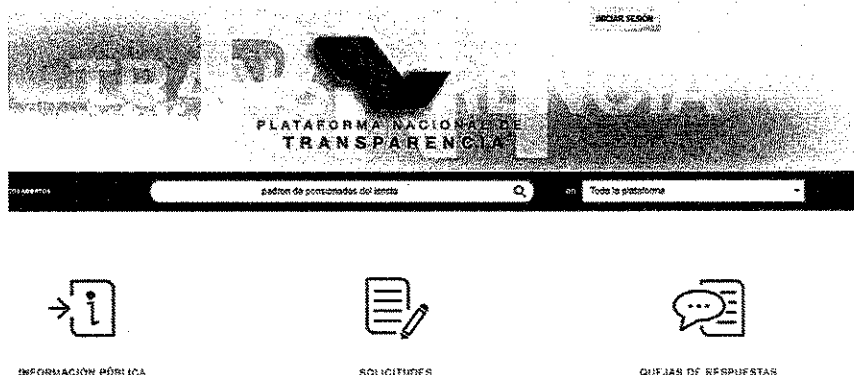 INICIAR SESIÓN
PLATAFORMA NACIONAL DE
TRANSPARENCIA
padron de pensionados del
en Toda la plataforma
INFORMACIÓN PÚBLICA
SOLICITUDES
QUEJAS DE RESPUESTAS